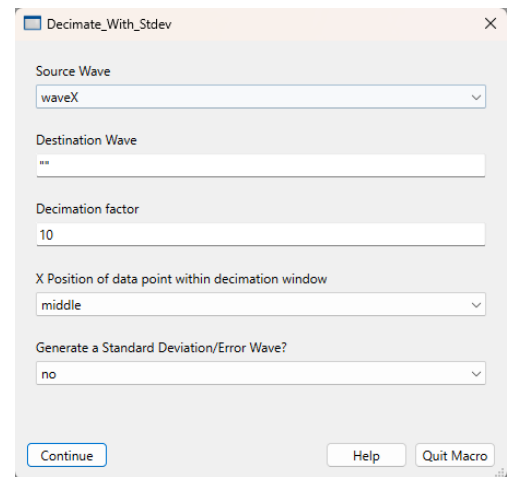 Decimate_With_Stdev
Source Wave
waveX
Destination Wave
""
Decimation factor
10
X Position of data point within decimation window
middle
Generate a Standard Deviation/Error Wave?
no
Continue Help Quit Macro